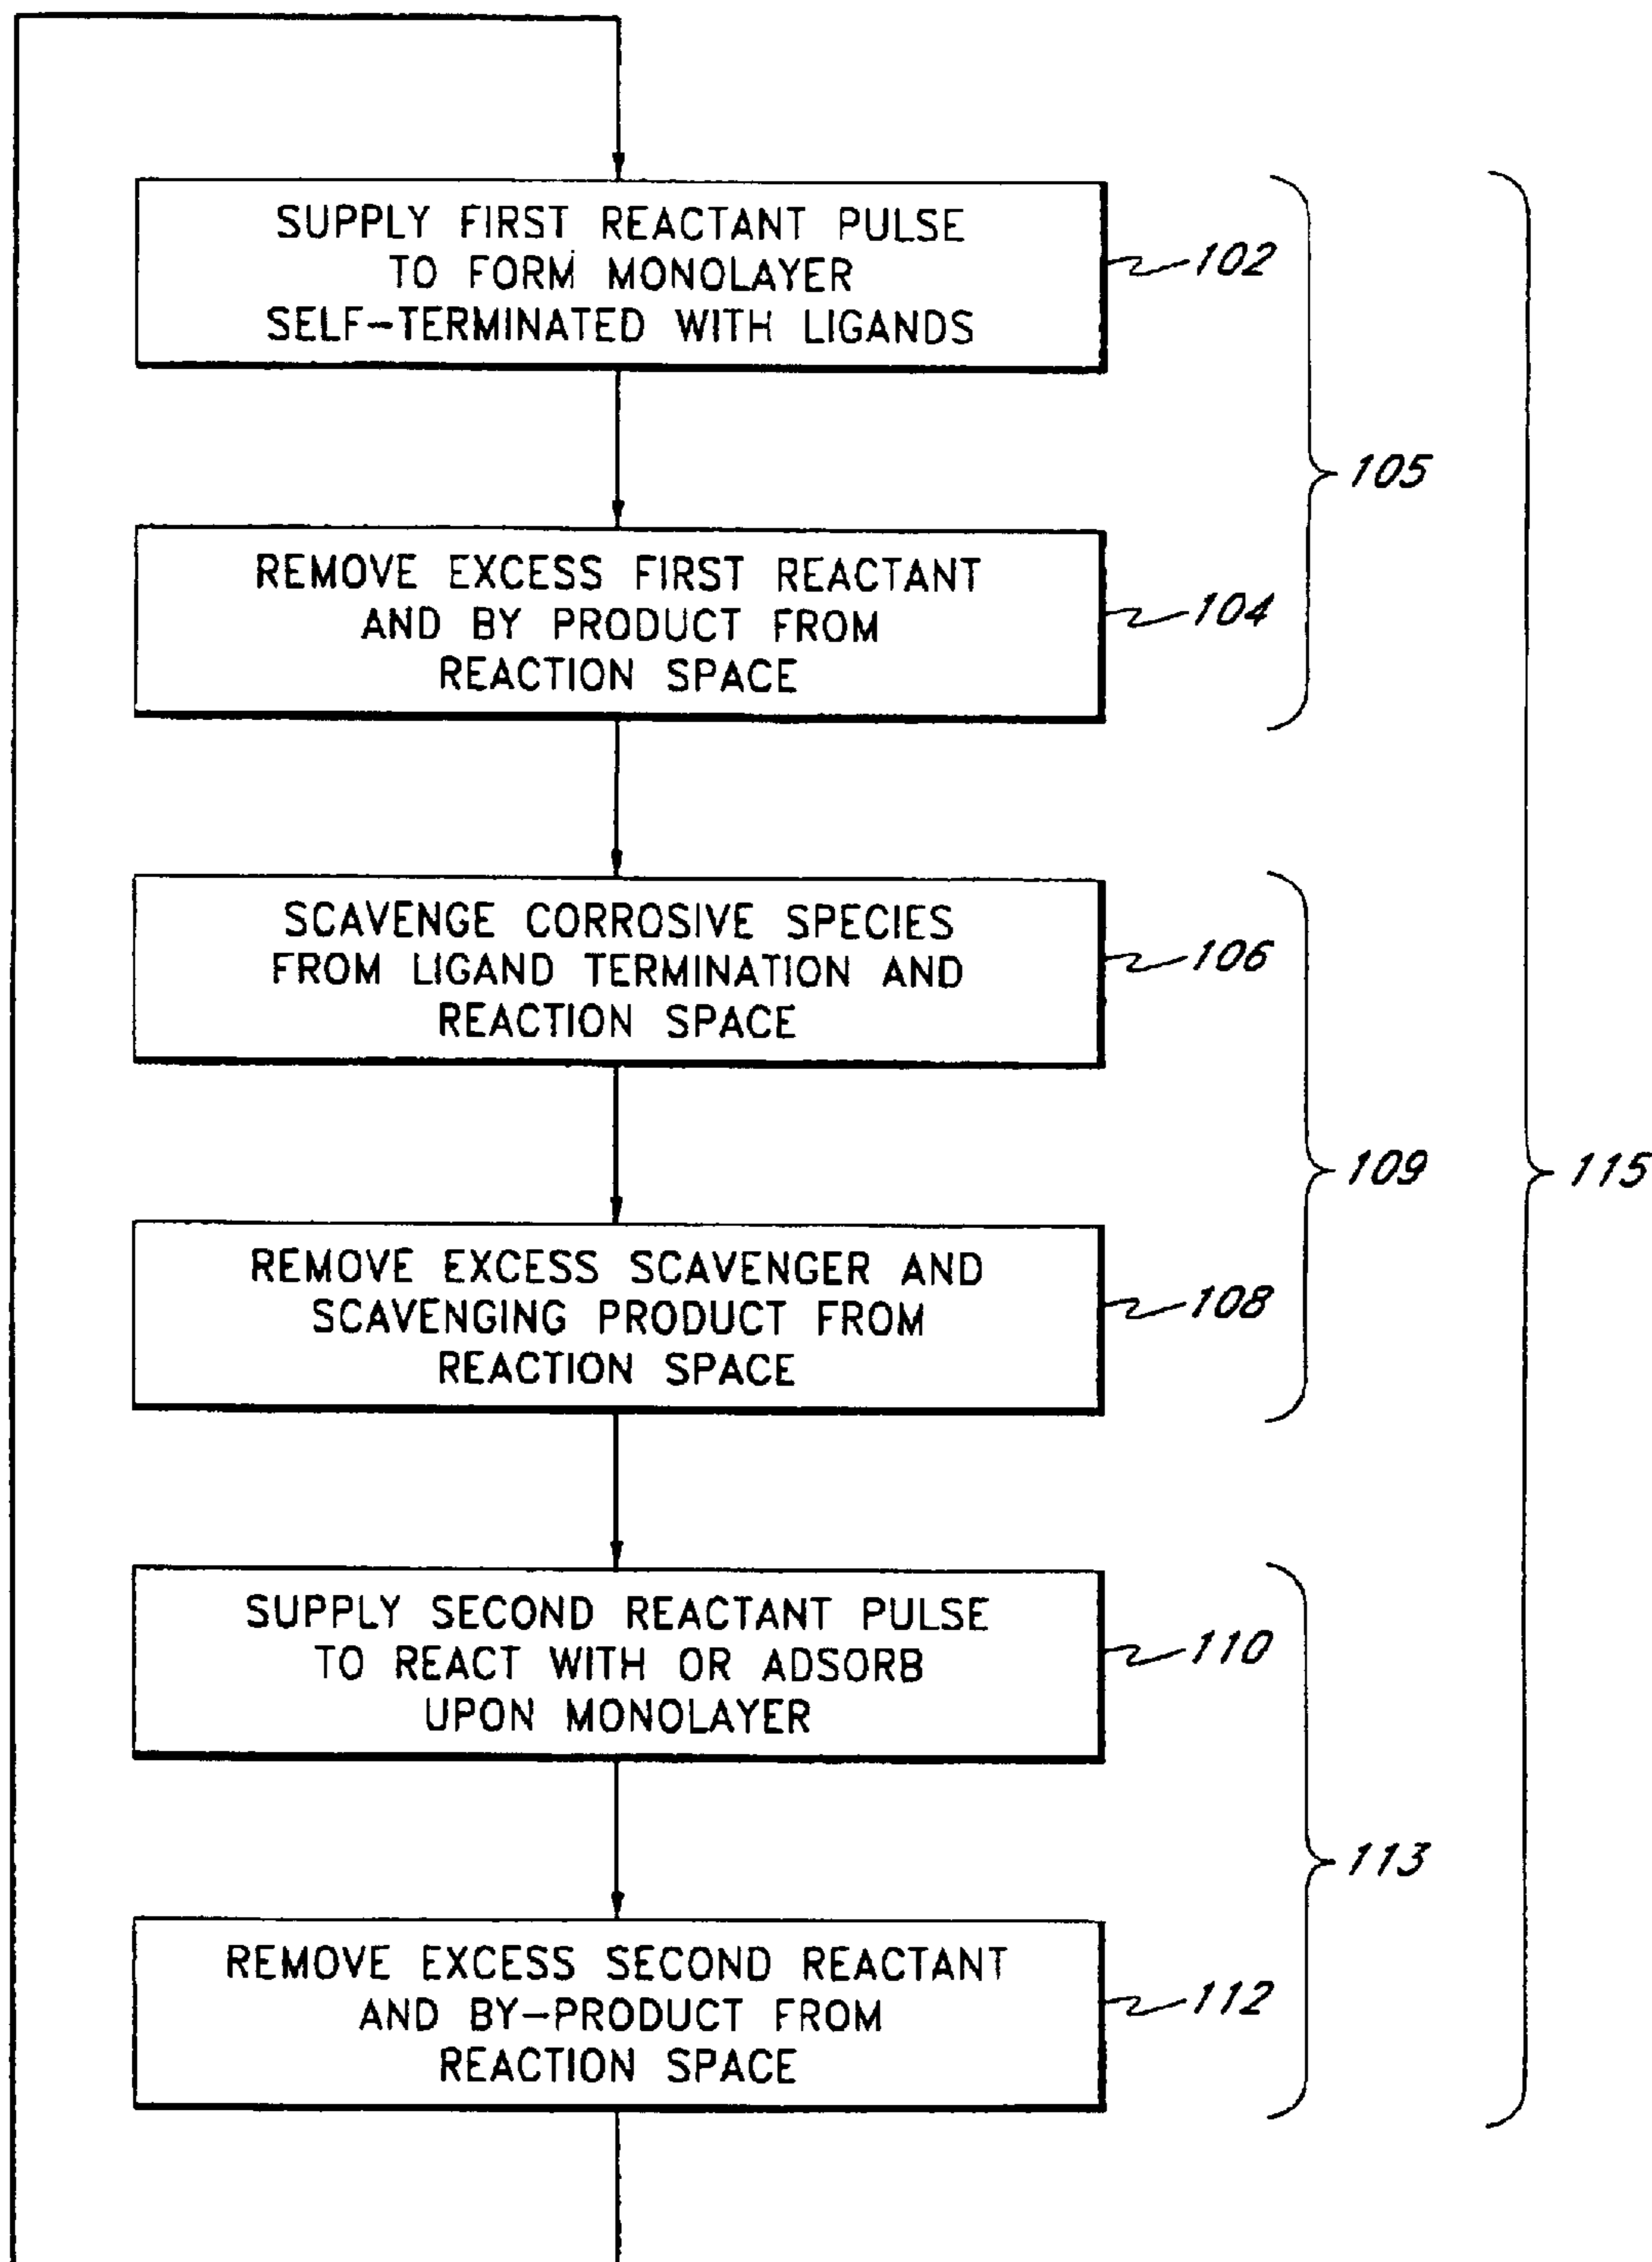 SUPPLY FIRST REACTANT PULSE
TO FORM MONOLAYER
SELF-TERMINATED WITH LIGANDS
102
REMOVE EXCESS FIRST REACTANT
AND BY PRODUCT FROM
REACTION SPACE
104
105
SCAVENGE CORROSIVE SPECIES
FROM LIGAND TERMINATION AND
REACTION SPACE
106
REMOVE EXCESS SCAVENGER AND
SCAVENGING PRODUCT FROM
REACTION SPACE
108
109
115
SUPPLY SECOND REACTANT PULSE
TO REACT WITH OR ADSORB
UPON MONOLAYER
110
REMOVE EXCESS SECOND REACTANT
AND BY-PRODUCT FROM
REACTION SPACE
112
113